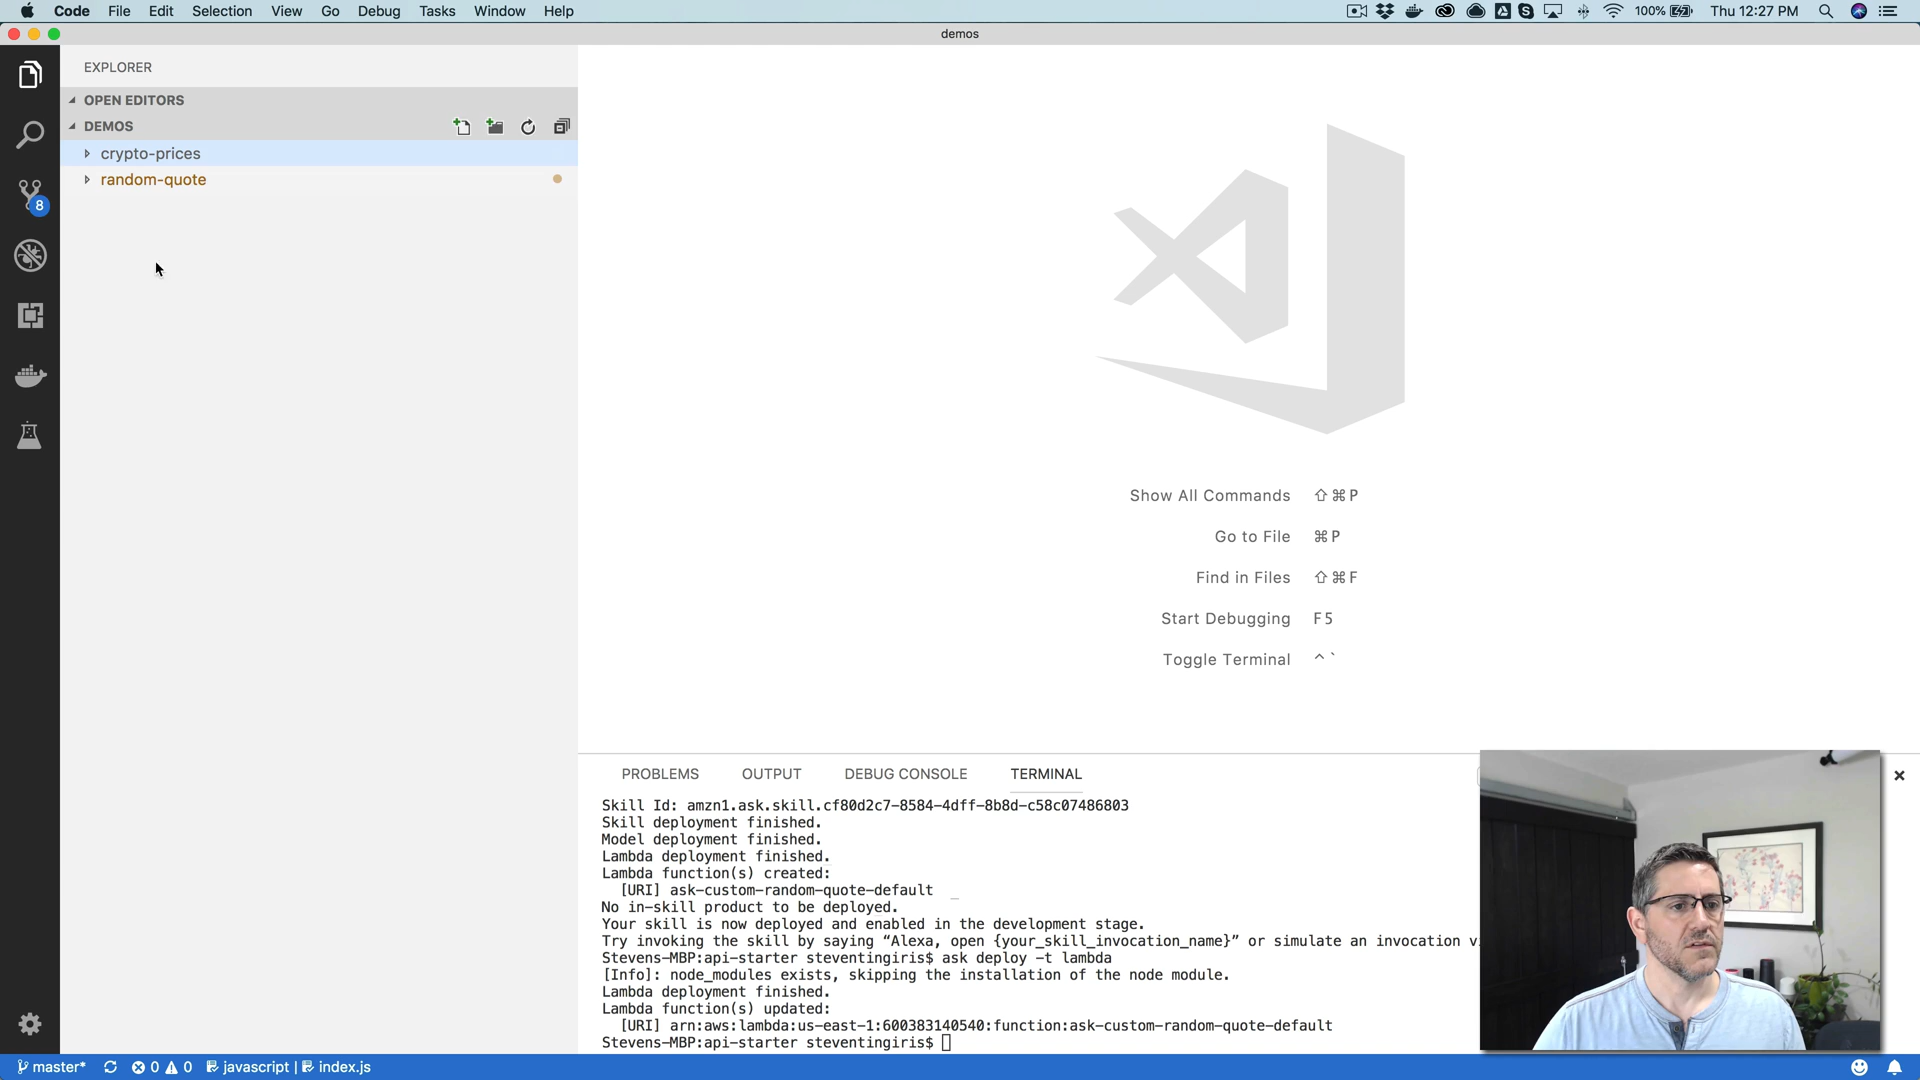 Code File Edit Selection View Go Debug Tasks Window Help
100% Thu 12:27 PM
demos
EXPLORER
OPEN EDITORS
DEMOS
crypto-prices
random-quote
8
Show All Commands ⇧⌘P
Go to File ⌘P
Find in Files ⇧⌘F
Start Debugging F5
Toggle Terminal ^`
PROBLEMS OUTPUT DEBUG CONSOLE TERMINAL
Skill Id: amzn1.ask.skill.cf80d2c7-8584-4dff-8b8d-c58c07486803
Skill deployment finished.
Model deployment finished.
Lambda deployment finished.
Lambda function(s) created:
[URI] ask-custom-random-quote-default
No in-skill product to be deployed.
Your skill is now deployed and enabled in the development stage.
Try invoking the skill by saying “Alexa, open {your_skill_invocation_name}” or simulate an invocation v
Stevens-MBP:api-starter steventingiris$ ask deploy -t lambda
[Info]: node_modules exists, skipping the installation of the node module.
Lambda deployment finished.
Lambda function(s) updated:
[URI] arn:aws:lambda:us-east-1:600383140540:function:ask-custom-random-quote-default
Stevens-MBP:api-starter steventingiris$
master* 0 0 javascript | index.js